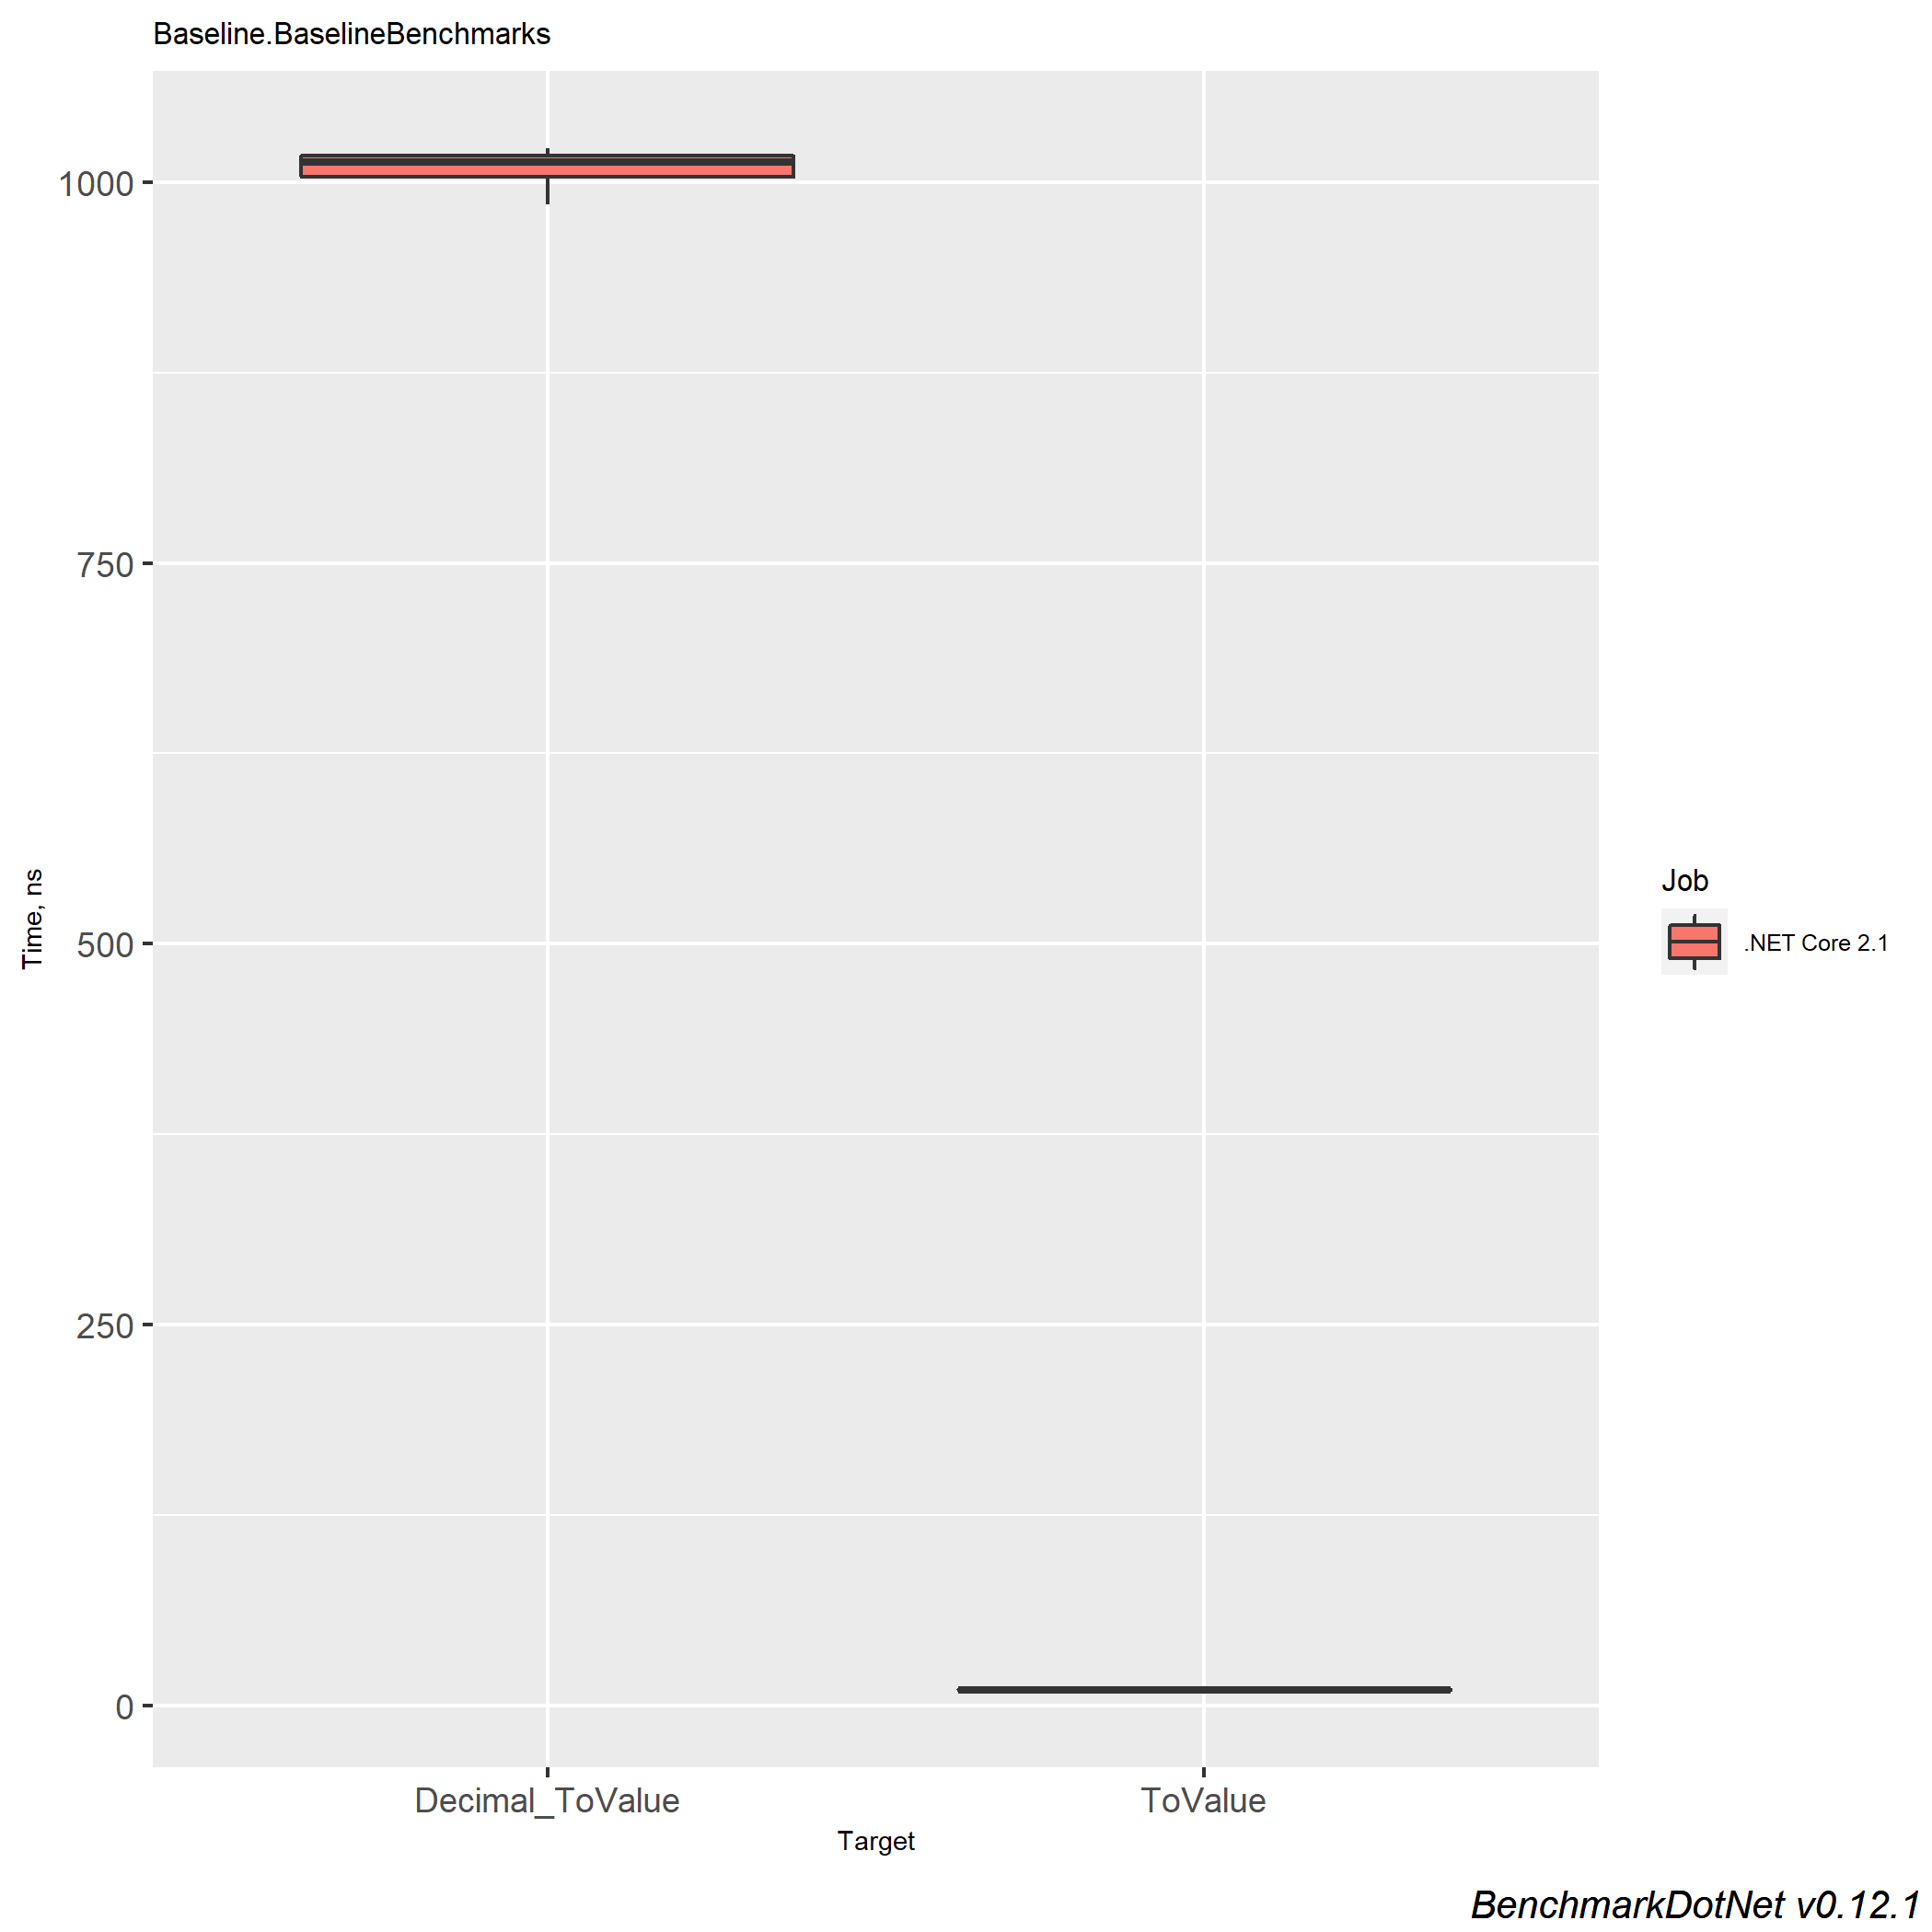 Baseline.BaselineBenchmarks
1000
750
500
250
0
Time, ns
Decimal_ToValue
ToValue
Target
Job
.NET Core 2.1
BenchmarkDotNet v0.12.1